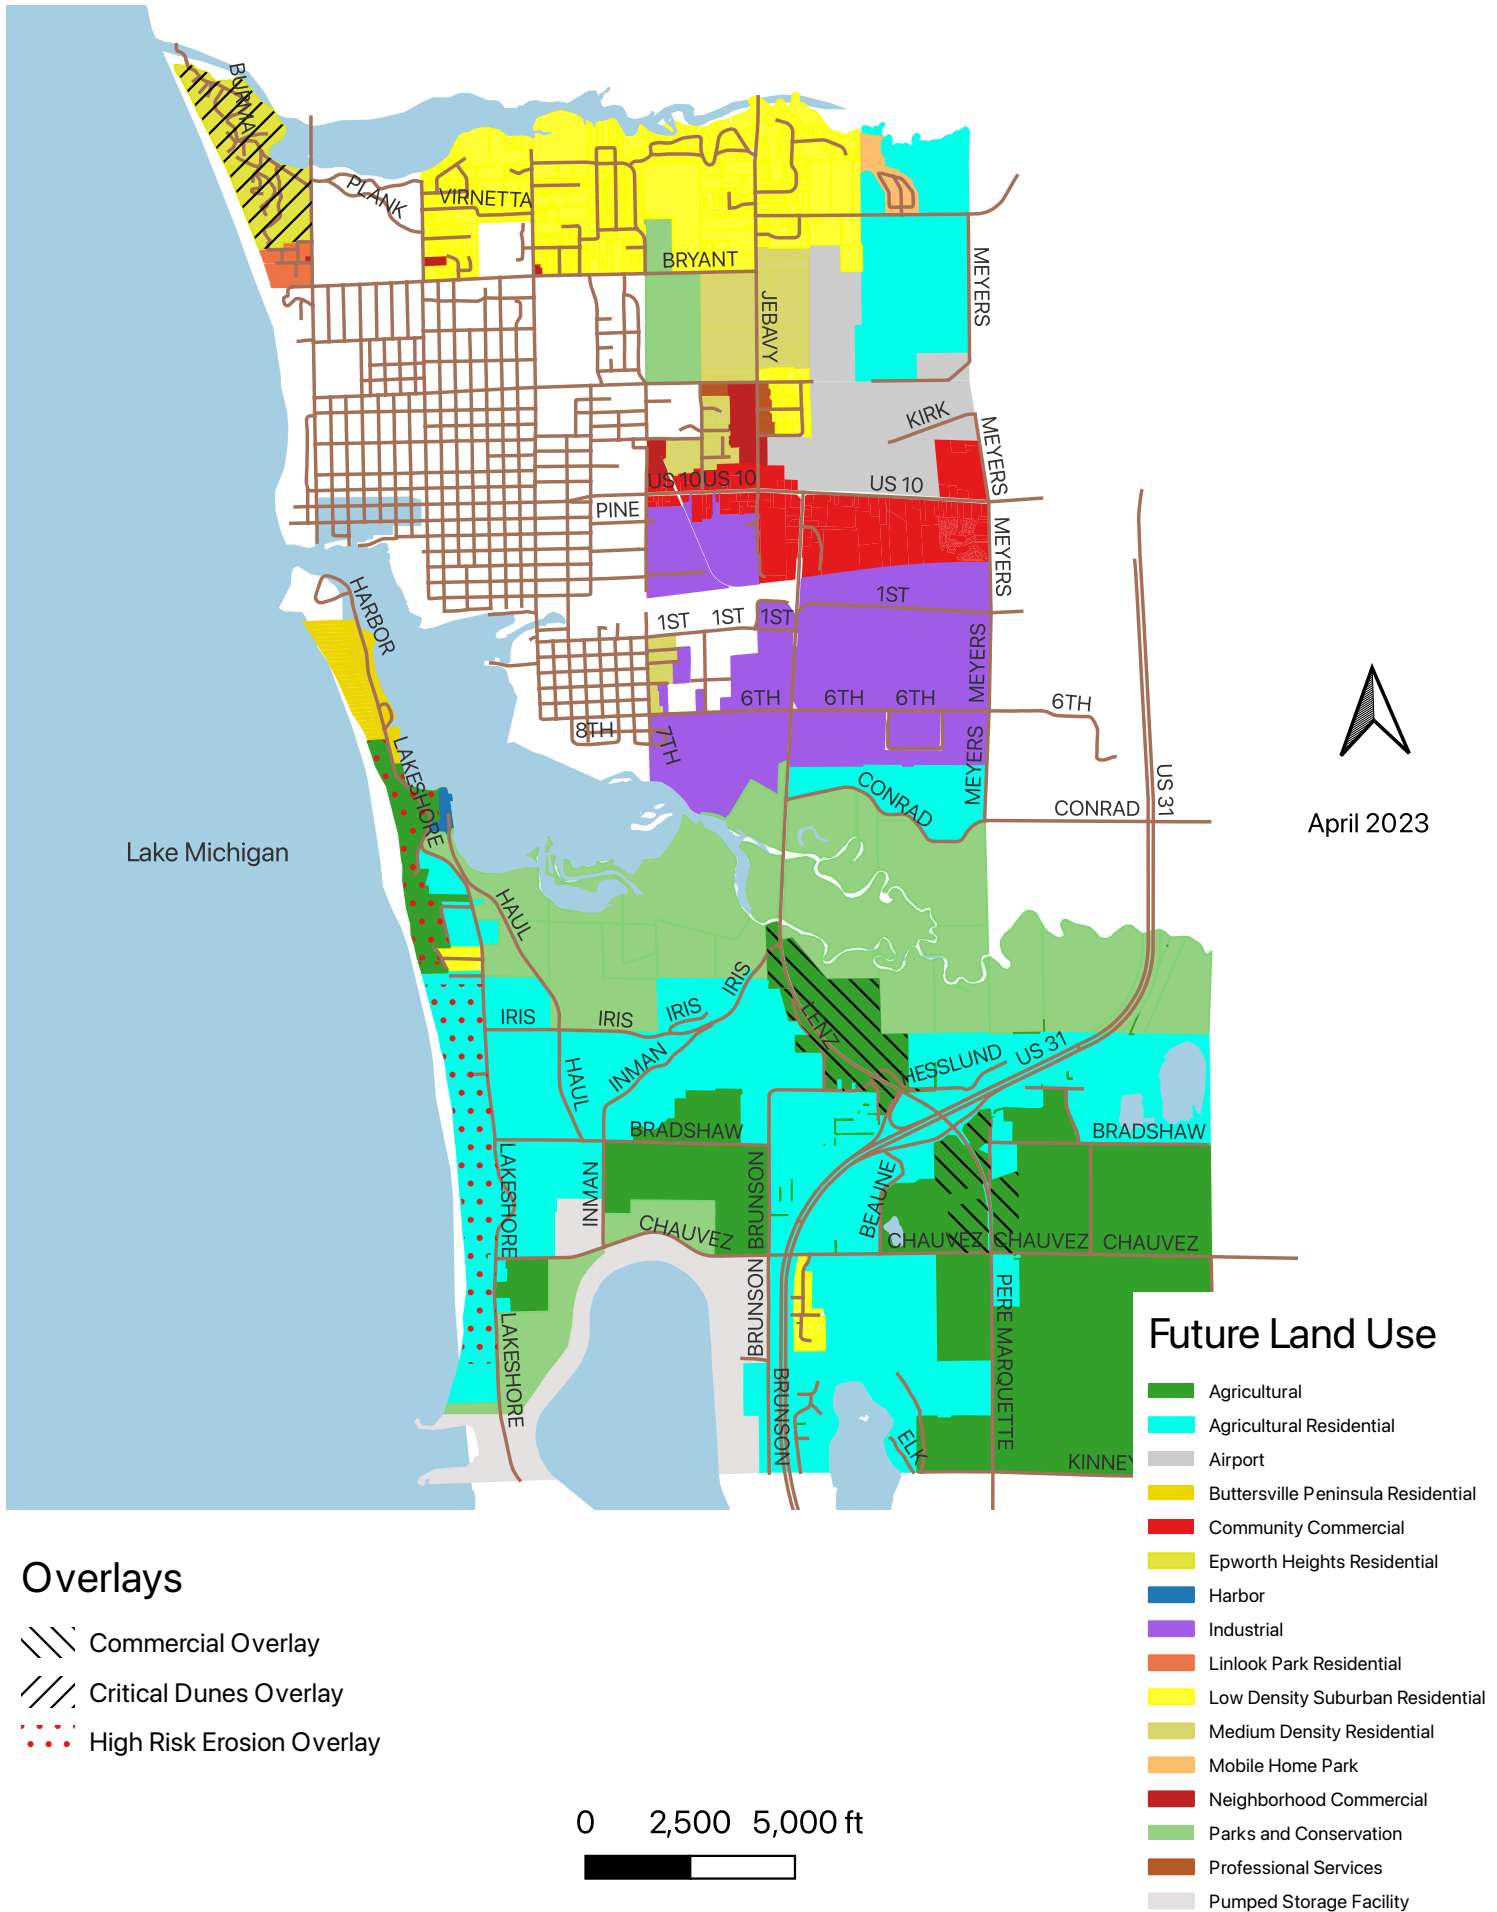 BURMA
PLANK
VIRNETTA
BRYANT
MEYERS
JEBAVY
KIRK
MEYERS
US 10
US 10
US 10
PINE
MEYERS
HARBOR
1ST
1ST
1ST
1ST
MEYERS
6TH
6TH
6TH
6TH
8TH
7TH
LAKESHORE
MEYERS
US 31
CONRAD
CONRAD
April 2023
Lake Michigan
HAUL
IRIS
IRIS
IRIS
IRIS
LENZ
HAUL
INMAN
HESSLUND
US 31
BRADSHAW
BRADSHAW
LAKESHORE
INMAN
BRUNSON
BEAUNE
CHAUVEZ
CHAUVEZ
CHAUVEZ
CHAUVEZ
BRUNSON
PERE MARQUETTE
LAKESHORE
BRUNSON
ELK
KINNEY
Future Land Use
Agricultural
Agricultural Residential
Airport
Buttersville Peninsula Residential
Community Commercial
Epworth Heights Residential
Harbor
Industrial
Linlook Park Residential
Low Density Suburban Residential
Medium Density Residential
Mobile Home Park
Neighborhood Commercial
Parks and Conservation
Professional Services
Pumped Storage Facility
Overlays
Commercial Overlay
Critical Dunes Overlay
High Risk Erosion Overlay
0 2,500 5,000 ft